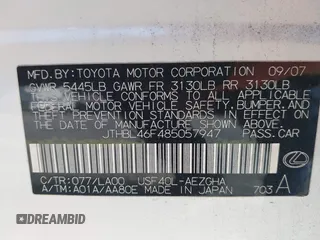 MFD.BY: TOYOTA MOTOR CORPORATION 09/07
GVWR 5445LB GAWR FR 3130LB RR 3130LB
THIS VEHICLE CONFORMS TO ALL APPLICABLE
FEDERAL MOTOR VEHICLE SAFETY, BUMPER, AND
THEFT PREVENTION STANDARDS IN EFFECT ON
THE DATE OF MANUFACTURE SHOWN ABOVE.
JTHBL46F485057947 PASS.CAR
C/TR:077/LA00 USF40L-AEZGHA
A/TM:A01A/AA80E MADE IN JAPAN 703 A
DEALERSHIP.CC